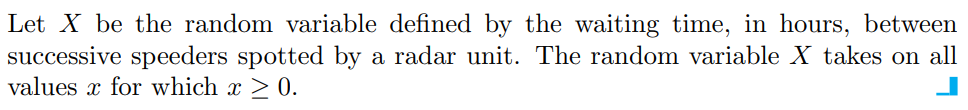 Let X be the random variable defined by the waiting time, in hours, between
successive speeders spotted by a radar unit. The random variable X takes on all
values x for which x ≥ 0.